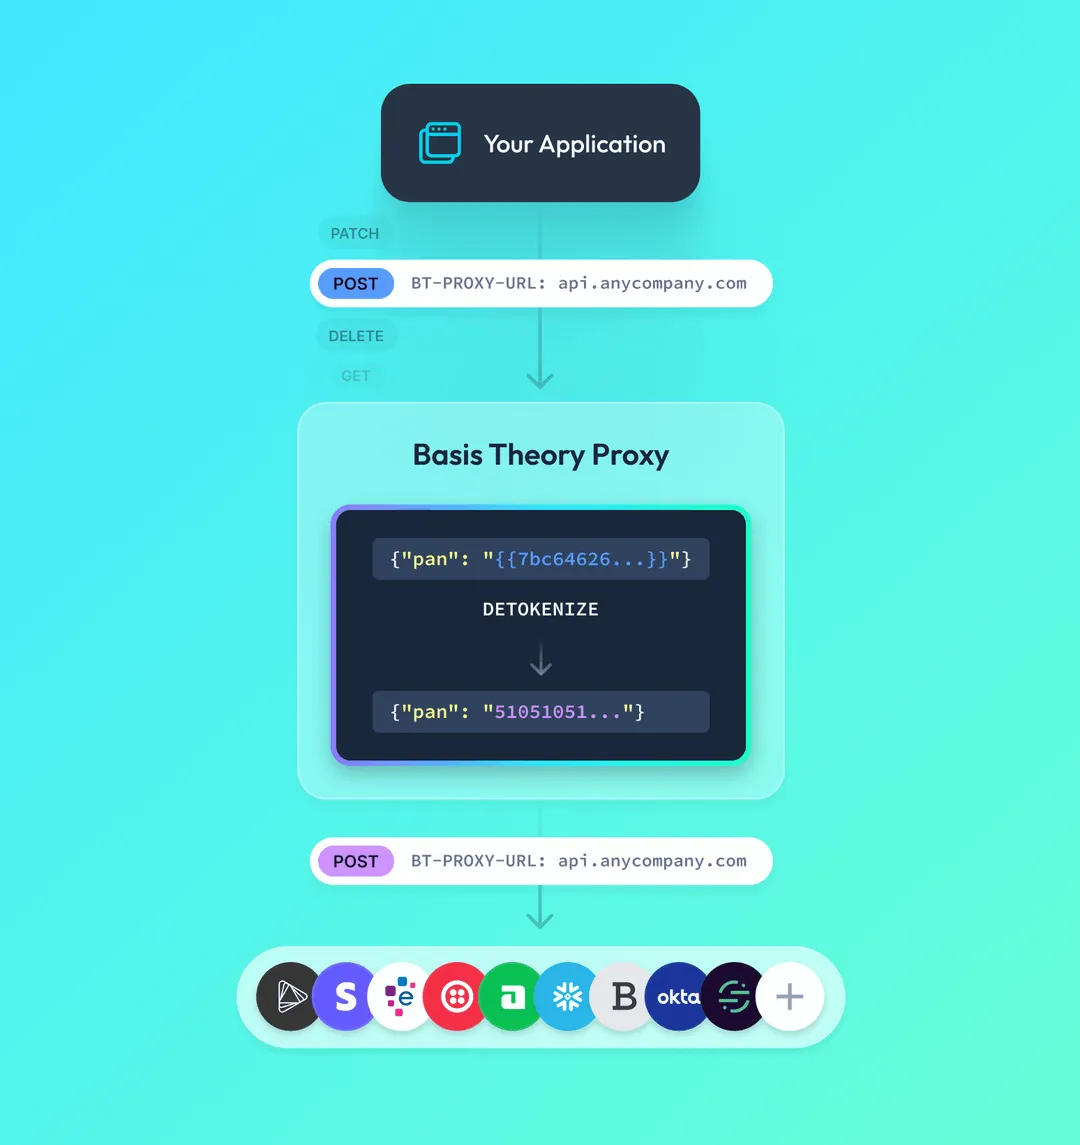 Your Application
PATCH
POST BT-PROXY-URL: api.anycompany.com
DELETE
GET
Basis Theory Proxy
{"pan": "{{7bc64626...}}"}
DETOKENIZE
{"pan": "51051051..."}
POST BT-PROXY-URL: api.anycompany.com
S e a B okta